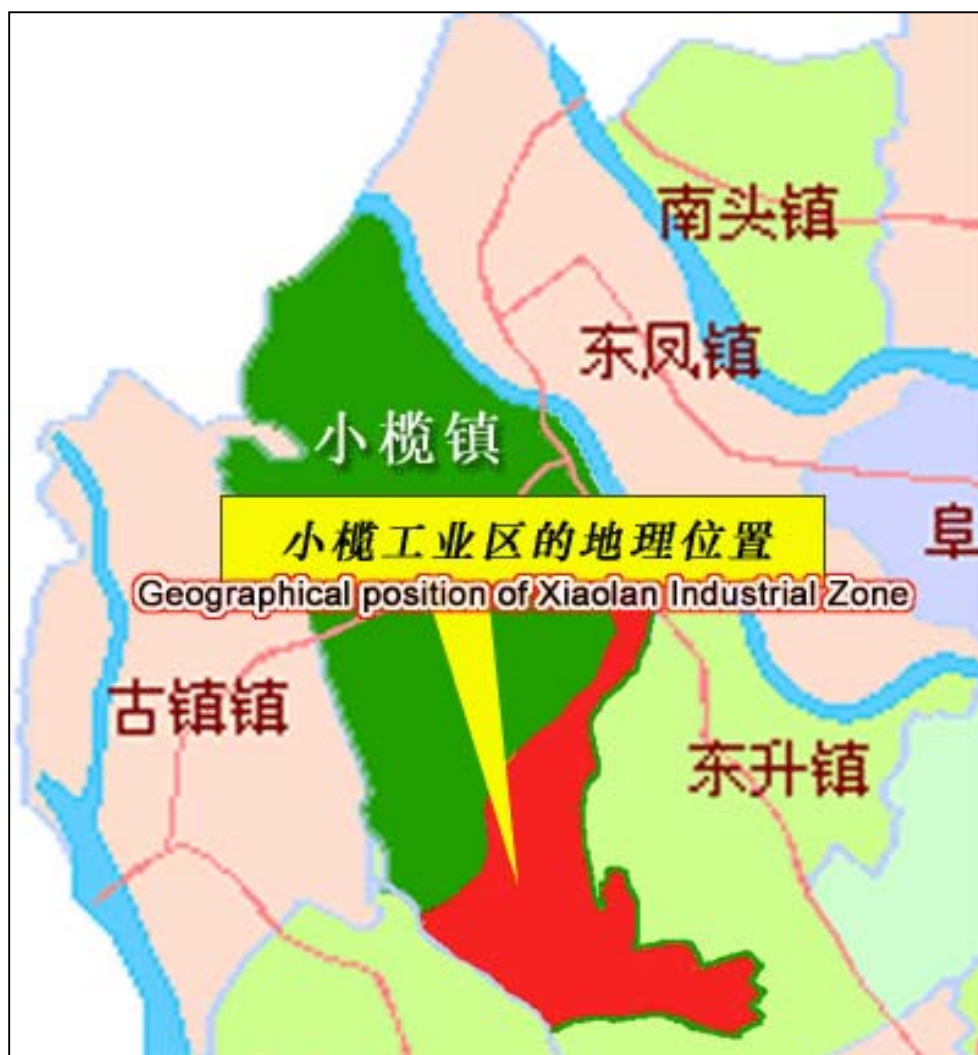 南头镇
东凤镇
小榄镇
小榄工业区的地理位置
阜
Geographical position of Xiaolan Industrial Zone
古镇镇
东升镇